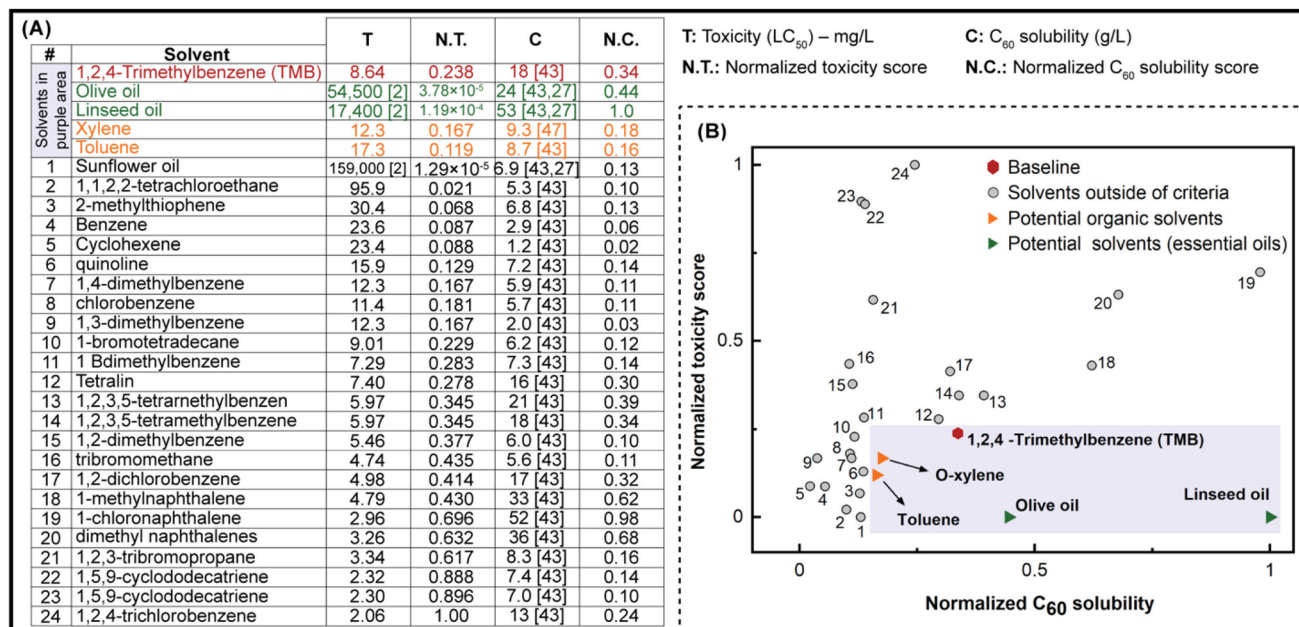 (A)
T N.T. C N.C.
# Solvent
Solvents in purple area
1,2,4-Trimethylbenzene (TMB) 8.64 0.238 18 [43] 0.34
Olive oil 54,500 [2] 3.78×10⁻⁵ 24 [43,27] 0.44
Linseed oil 17,400 [2] 1.19×10⁻⁴ 53 [43,27] 1.0
Xylene 12.3 0.167 9.3 [47] 0.18
Toluene 17.3 0.119 8.7 [43] 0.16
1 Sunflower oil 159,000 [2] 1.29×10⁻⁵ 6.9 [43,27] 0.13
2 1,1,2,2-tetrachloroethane 95.9 0.021 5.3 [43] 0.10
3 2-methylthiophene 30.4 0.068 6.8 [43] 0.13
4 Benzene 23.6 0.087 2.9 [43] 0.06
5 Cyclohexene 23.4 0.088 1.2 [43] 0.02
6 quinoline 15.9 0.129 7.2 [43] 0.14
7 1,4-dimethylbenzene 12.3 0.167 5.9 [43] 0.11
8 chlorobenzene 11.4 0.181 5.7 [43] 0.11
9 1,3-dimethylbenzene 12.3 0.167 2.0 [43] 0.03
10 1-bromotetradecane 9.01 0.229 6.2 [43] 0.12
11 1 Bdimethylbenzene 7.29 0.283 7.3 [43] 0.14
12 Tetralin 7.40 0.278 16 [43] 0.30
13 1,2,3,5-tetrarnethylbenzen 5.97 0.345 21 [43] 0.39
14 1,2,3,5-tetramethylbenzene 5.97 0.345 18 [43] 0.34
15 1,2-dimethylbenzene 5.46 0.377 6.0 [43] 0.10
16 tribromomethane 4.74 0.435 5.6 [43] 0.11
17 1,2-dichlorobenzene 4.98 0.414 17 [43] 0.32
18 1-methylnaphthalene 4.79 0.430 33 [43] 0.62
19 1-chloronaphthalene 2.96 0.696 52 [43] 0.98
20 dimethyl naphthalenes 3.26 0.632 36 [43] 0.68
21 1,2,3-tribromopropane 3.34 0.617 8.3 [43] 0.16
22 1,5,9-cyclododecatriene 2.32 0.888 7.4 [43] 0.14
23 1,5,9-cyclododecatriene 2.30 0.896 7.0 [43] 0.10
24 1,2,4-trichlorobenzene 2.06 1.00 13 [43] 0.24
T: Toxicity (LC₅₀) – mg/L C: C₆₀ solubility (g/L)
N.T.: Normalized toxicity score N.C.: Normalized C₆₀ solubility score
(B)
Baseline
Solvents outside of criteria
Potential organic solvents
Potential solvents (essential oils)
Normalized toxicity score
1
0.5
0
24
23
22
19
20
21
18
16
17
15
14
13
12
11
10
8
9
7
6
5
4
3
2
1
1,2,4 -Trimethylbenzene (TMB)
O-xylene
Toluene
Olive oil
Linseed oil
0 0.5 1
Normalized C₆₀ solubility